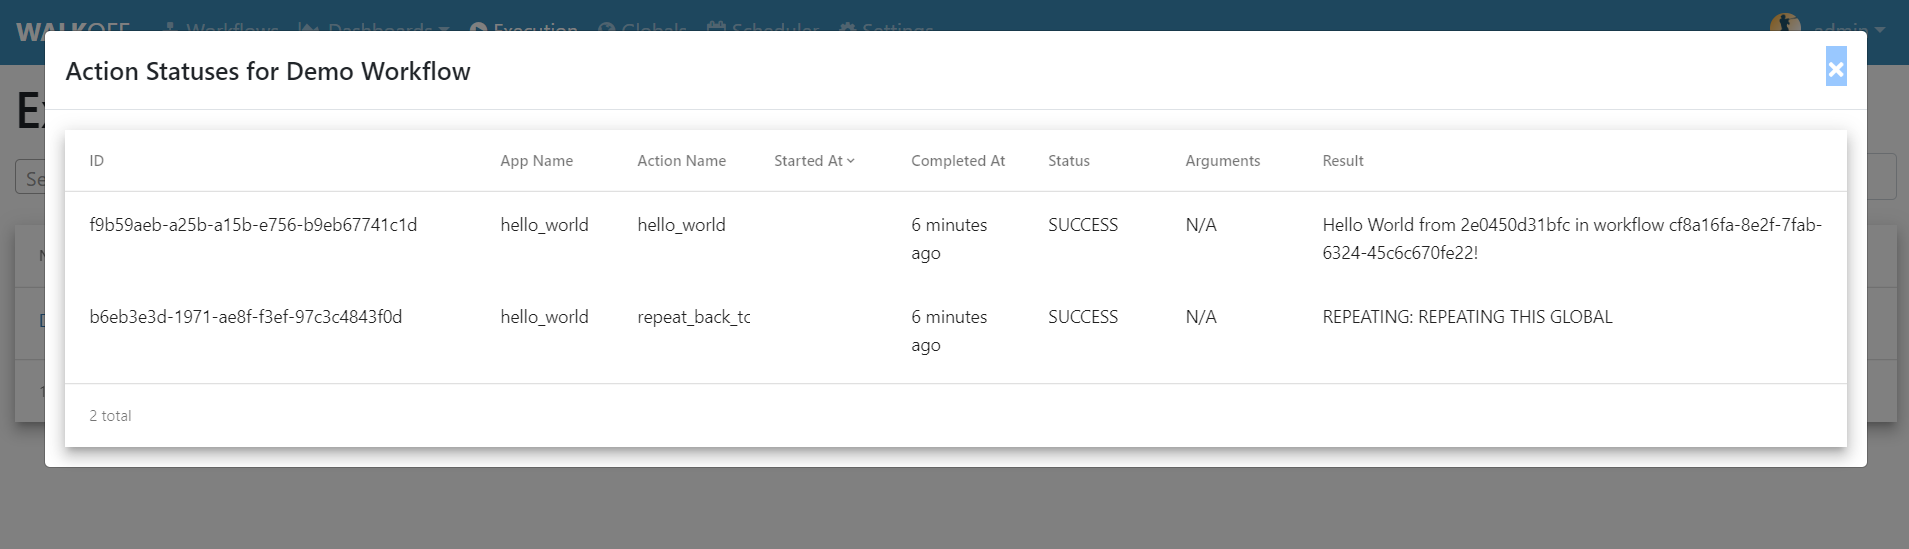 WALKOFF Workflows Dashboards Execution Globals Scheduler Settings admin
Action Statuses for Demo Workflow
ID App Name Action Name Started At Completed At Status Arguments Result
f9b59aeb-a25b-a15b-e756-b9eb67741c1d hello_world hello_world 6 minutes SUCCESS N/A Hello World from 2e0450d31bfc in workflow cf8a16fa-8e2f-7fab-
ago 6324-45c6c670fe22!
b6eb3e3d-1971-ae8f-f3ef-97c3c4843f0d hello_world repeat_back_to 6 minutes SUCCESS N/A REPEATING: REPEATING THIS GLOBAL
ago
2 total